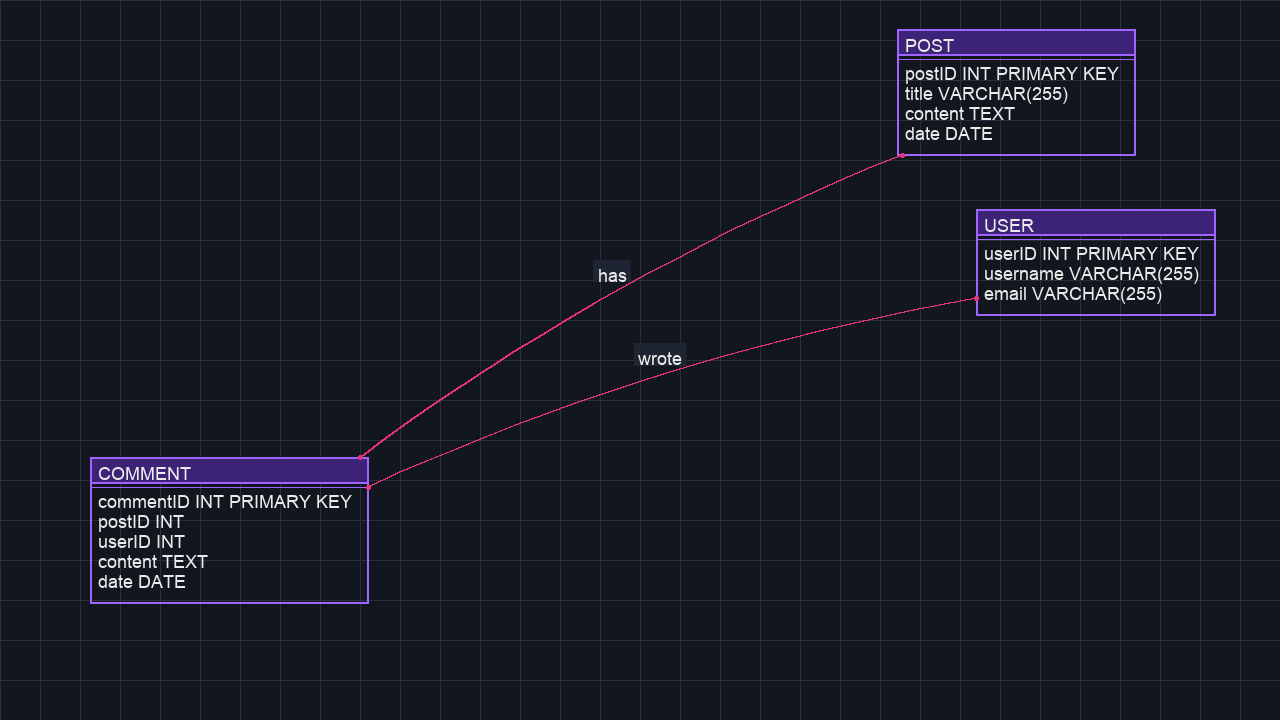 POST
postID INT PRIMARY KEY
title VARCHAR(255)
content TEXT
date DATE
USER
userID INT PRIMARY KEY
username VARCHAR(255)
email VARCHAR(255)
has
wrote
COMMENT
commentID INT PRIMARY KEY
postID INT
userID INT
content TEXT
date DATE